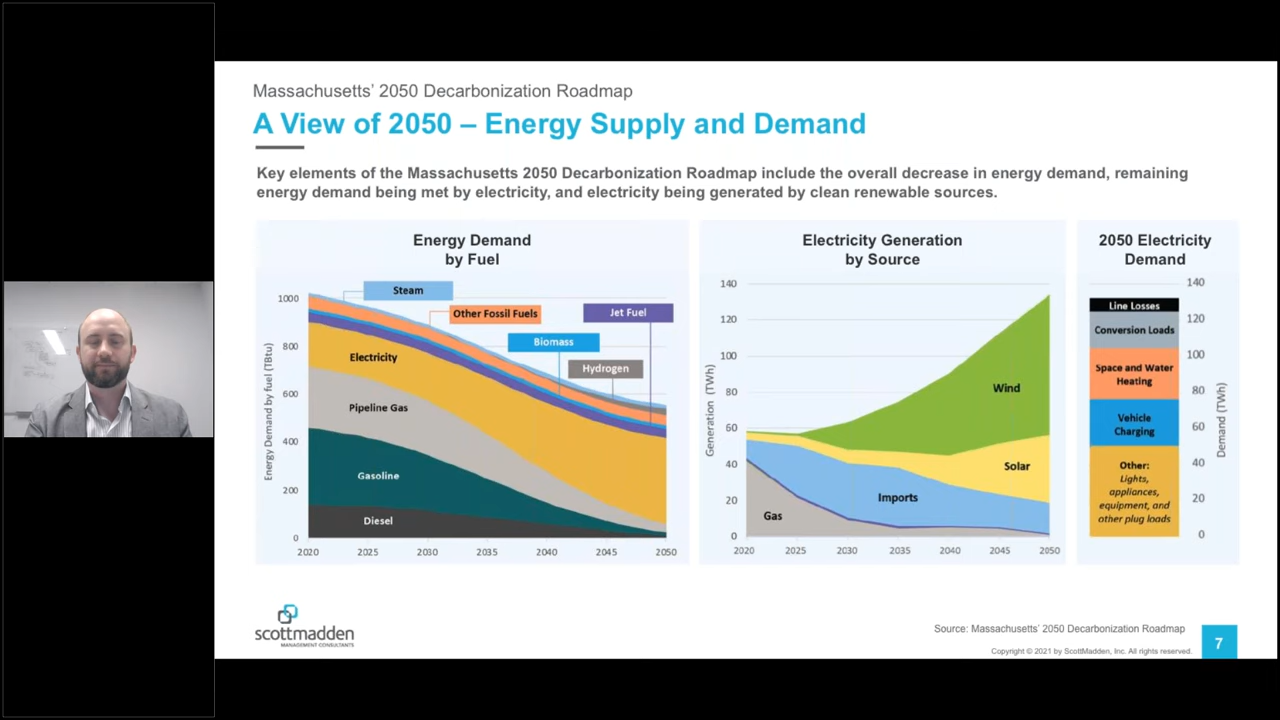 Massachusetts' 2050 Decarbonization Roadmap
A View of 2050 – Energy Supply and Demand
Key elements of the Massachusetts 2050 Decarbonization Roadmap include the overall decrease in energy demand, remaining
energy demand being met by electricity, and electricity being generated by clean renewable sources.
Energy Demand
by Fuel
Energy Demand by fuel (TBtu)
1000
800
600
400
200
0
Steam
Other Fossil Fuels
Jet Fuel
Biomass
Hydrogen
Electricity
Pipeline Gas
Gasoline
Diesel
2020 2025 2030 2035 2040 2045 2050
Electricity Generation
by Source
Generation (TWh)
140
120
100
80
60
40
20
0
Wind
Solar
Imports
Gas
2020 2025 2030 2035 2040 2045 2050
2050 Electricity
Demand
Line Losses
Conversion Loads
Space and Water
Heating
Vehicle
Charging
Other:
Lights,
appliances,
equipment, and
other plug loads
140
120
100
80
60
40
20
0
Demand (TWh)
scottmadden
MANAGEMENT CONSULTANTS
Source: Massachusetts' 2050 Decarbonization Roadmap
Copyright © 2021 by ScottMadden, Inc. All rights reserved.
7